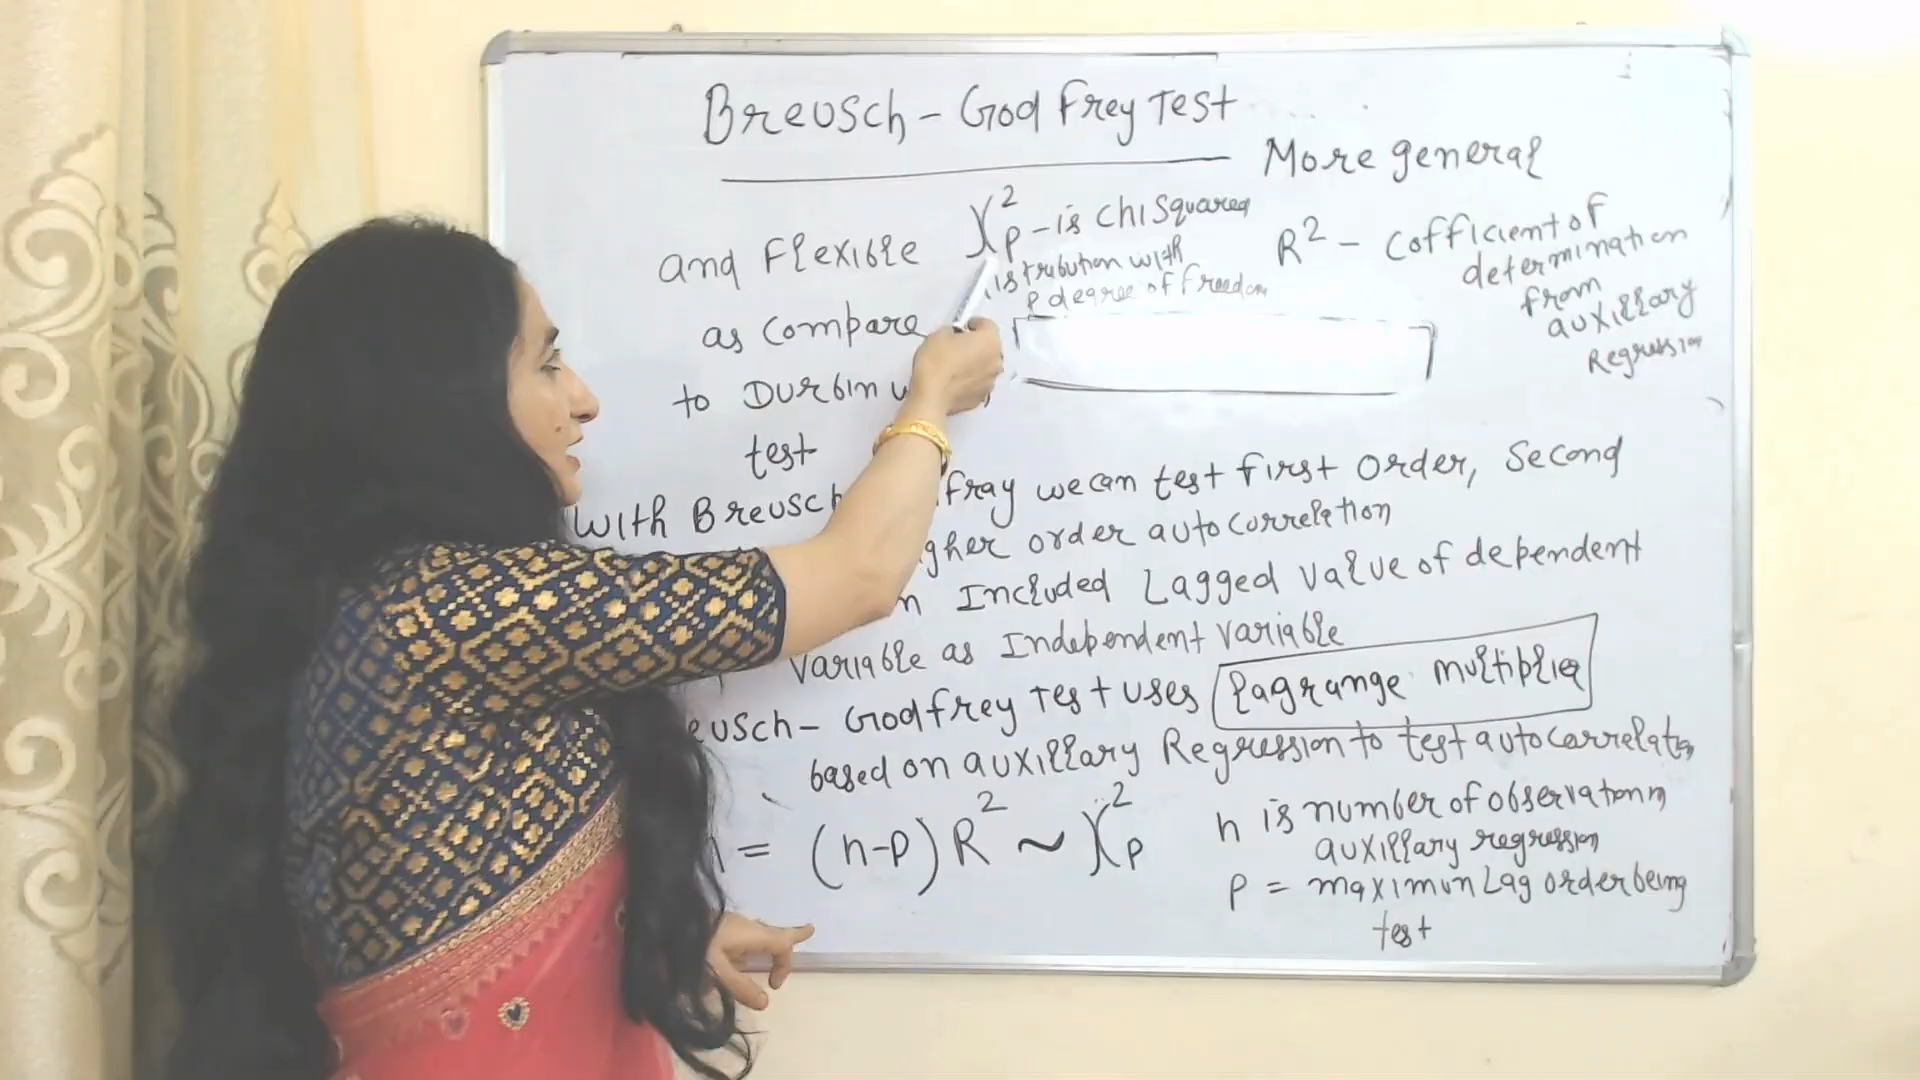 Breusch-Godfrey Test
More general
and Flexible
as compare
to Durbin
test
χ²p - is chi squared
distribution with
P degree of freedom
R² - Cofficient of
determination
from
auxillary
Regression
With Breusch fray we can test first order, Second
gher order autocorrelation
Included Lagged value of dependent
variable as Independent variable
eusch-Godfrey Test uses Lagrange multiplier
based on auxillary Regression to test autocorrelation
= (n-p) R² ~ χ²p
n is number of observation in
auxillary regression
P = maximum Lag order being
test